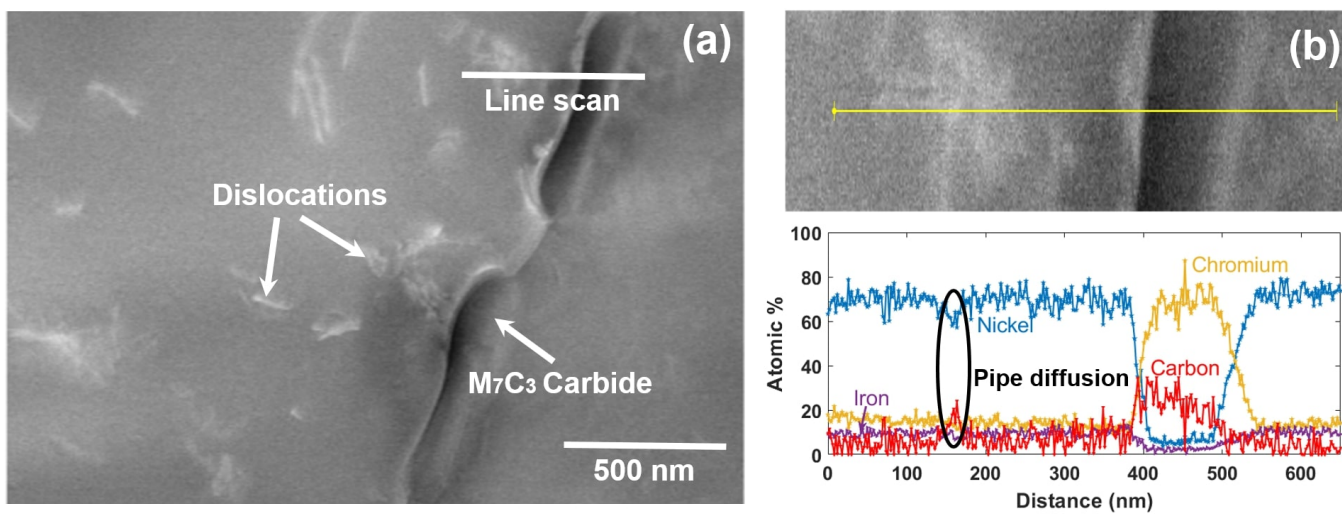 (a)
Line scan
Dislocations
M₇C₃ Carbide
500 nm
(b)
100
80
60
40
20
0
Atomic %
Chromium
Nickel
Carbon
Pipe diffusion
Iron
0 100 200 300 400 500 600
Distance (nm)